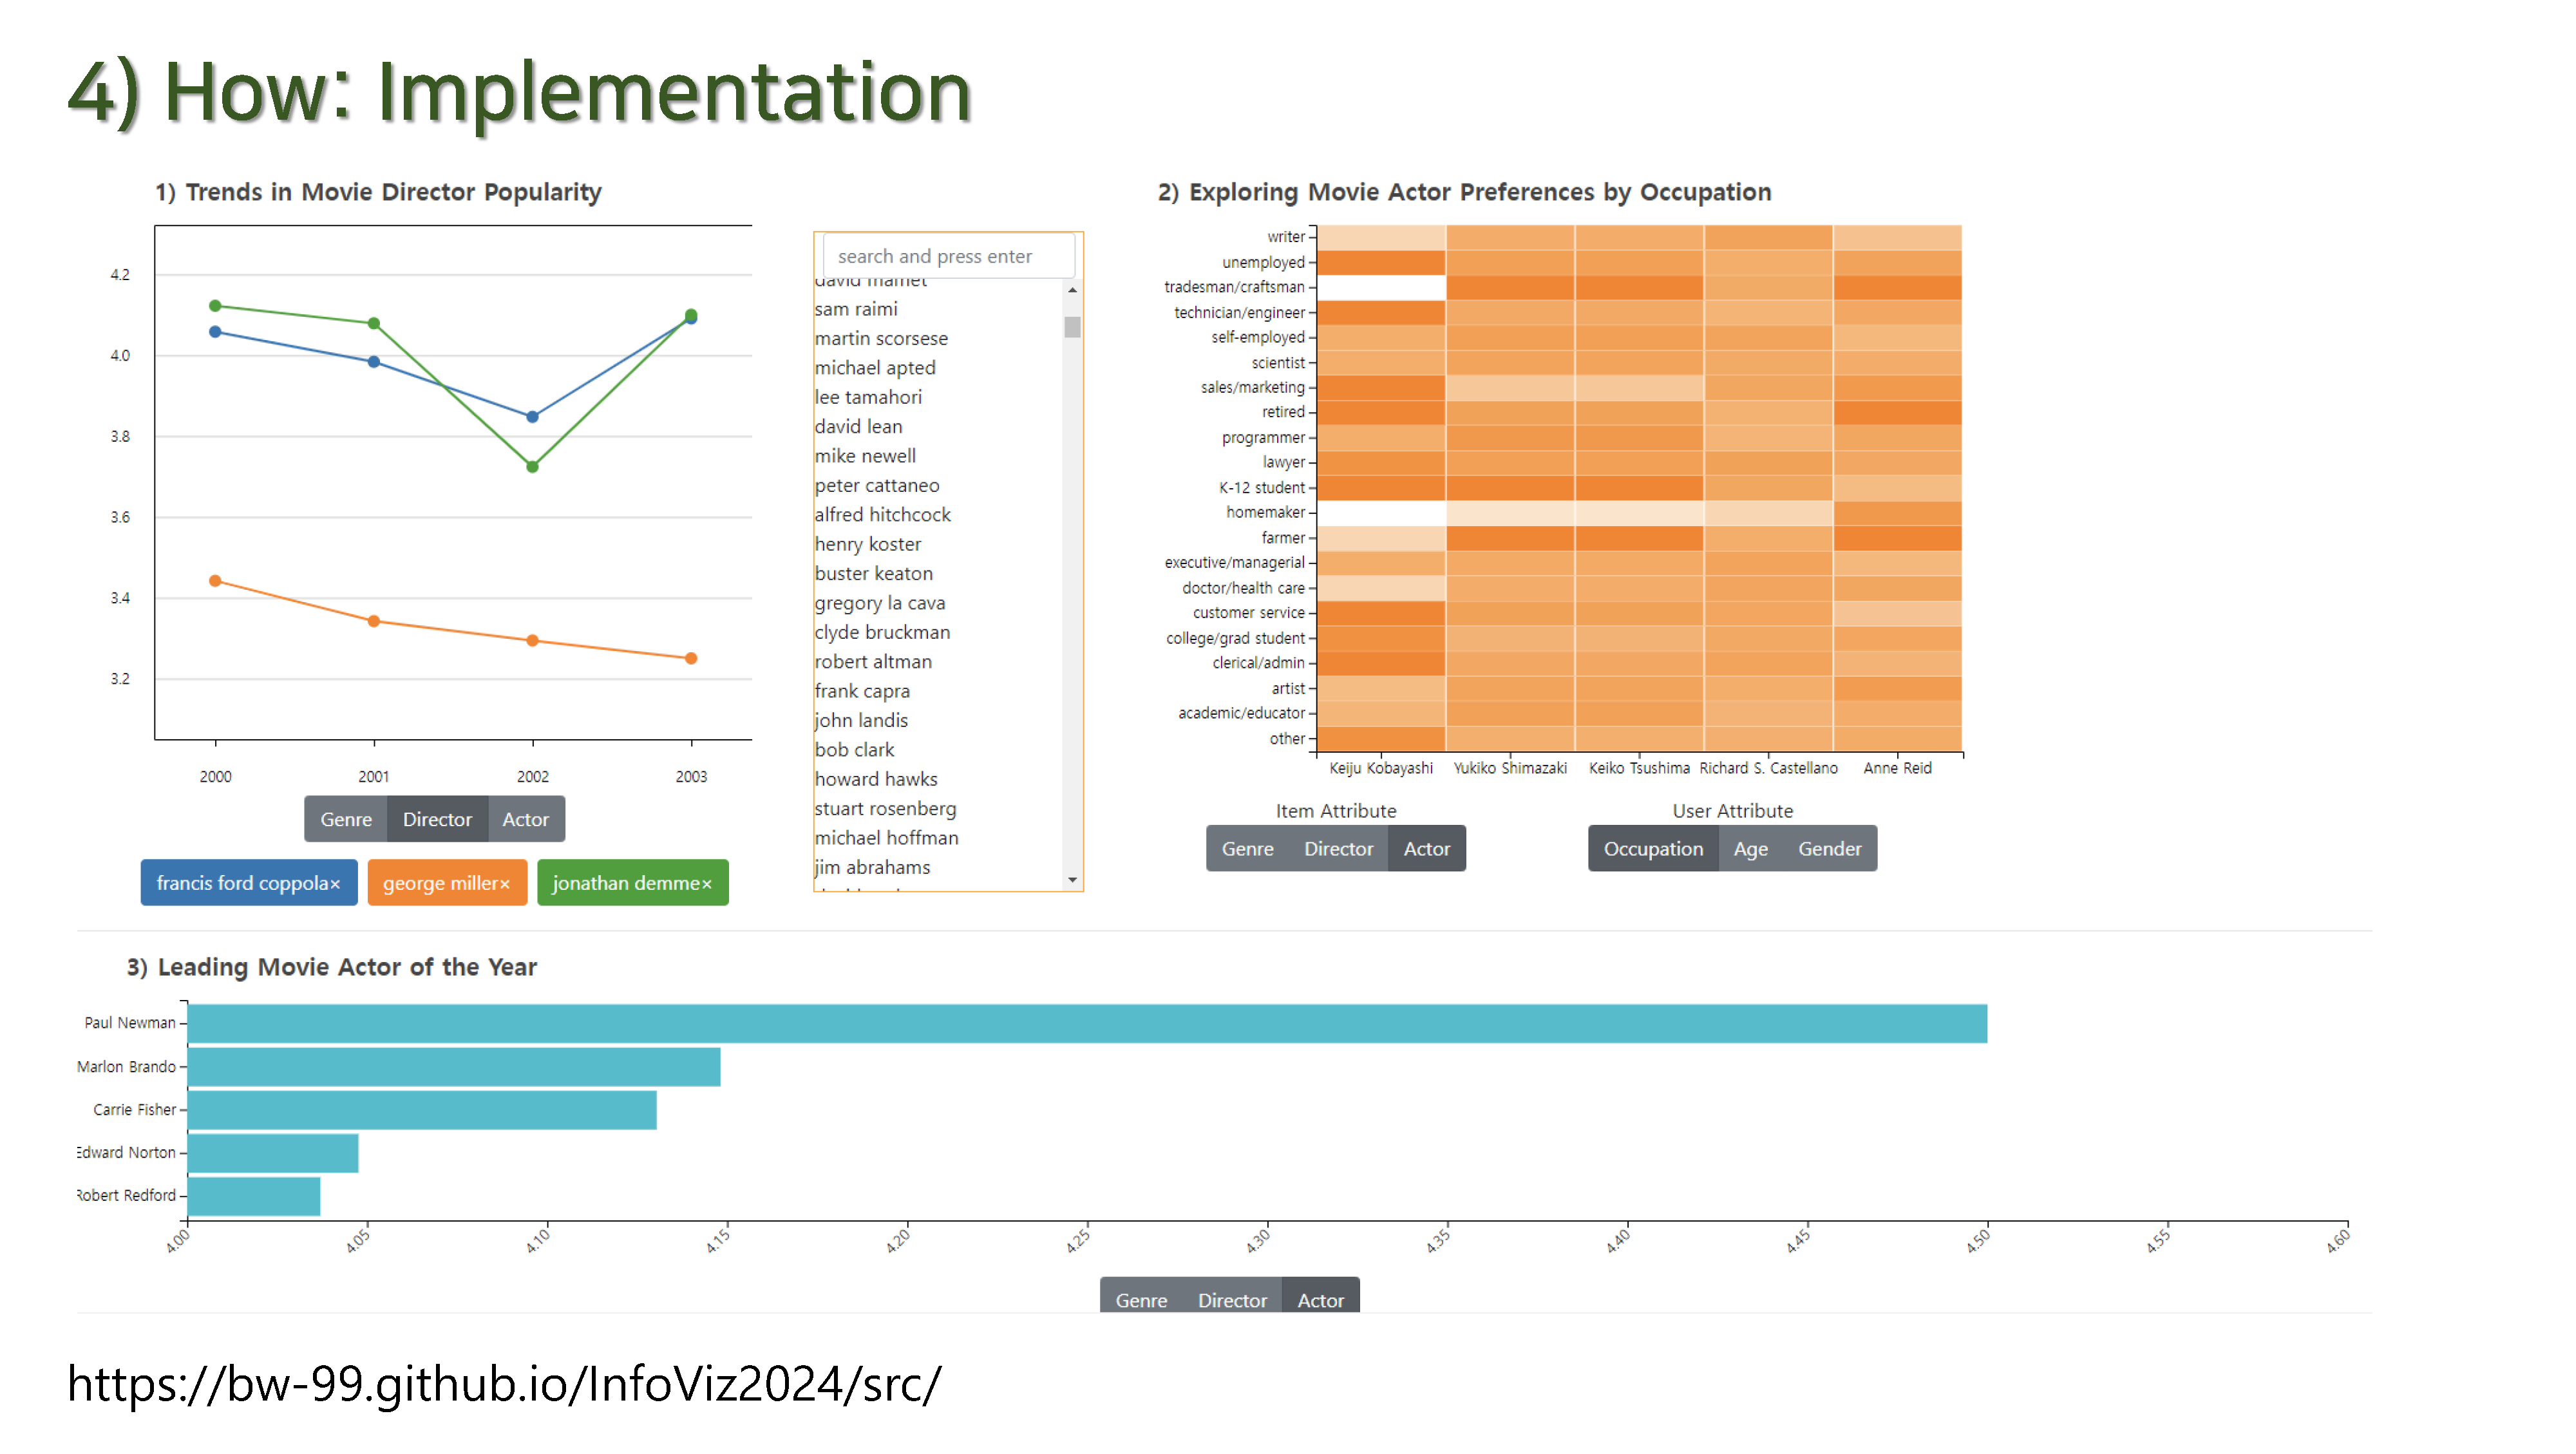 4) How: Implementation
1) Trends in Movie Director Popularity
4.2
4.0
3.8
3.6
3.4
3.2
2000 2001 2002 2003
Genre Director Actor
francis ford coppola× george miller× jonathan demme×
search and press enter
david mamet
sam raimi
martin scorsese
michael apted
lee tamahori
david lean
mike newell
peter cattaneo
alfred hitchcock
henry koster
buster keaton
gregory la cava
clyde bruckman
robert altman
frank capra
john landis
bob clark
howard hawks
stuart rosenberg
michael hoffman
jim abrahams
2) Exploring Movie Actor Preferences by Occupation
writer
unemployed
tradesman/craftsman
technician/engineer
self-employed
scientist
sales/marketing
retired
programmer
lawyer
K-12 student
homemaker
farmer
executive/managerial
doctor/health care
customer service
college/grad student
clerical/admin
artist
academic/educator
other
Keiju Kobayashi Yukiko Shimazaki Keiko Tsushima Richard S. Castellano Anne Reid
Item Attribute User Attribute
Genre Director Actor Occupation Age Gender
3) Leading Movie Actor of the Year
Paul Newman
Marlon Brando
Carrie Fisher
Edward Norton
Robert Redford
4.00 4.05 4.10 4.15 4.20 4.25 4.30 4.35 4.40 4.45 4.50 4.55 4.60
Genre Director Actor
https://bw-99.github.io/InfoViz2024/src/